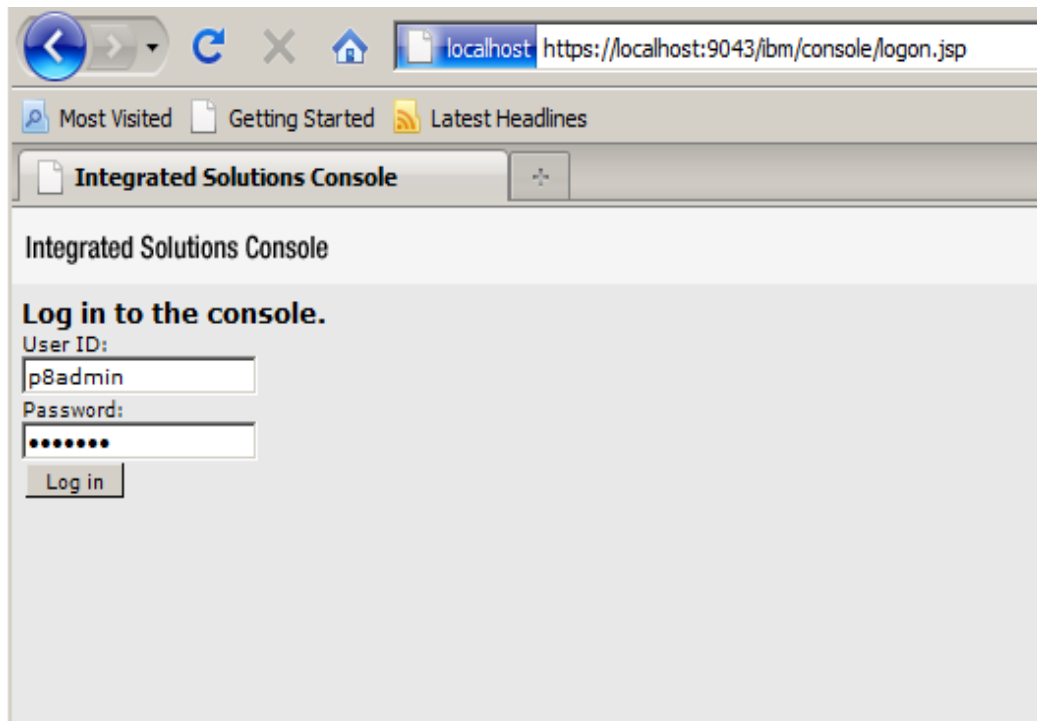 localhost https://localhost:9043/ibm/console/logon.jsp
Most Visited Getting Started Latest Headlines
Integrated Solutions Console
Integrated Solutions Console
Log in to the console.
User ID:
p8admin
Password:
•••••••
Log in